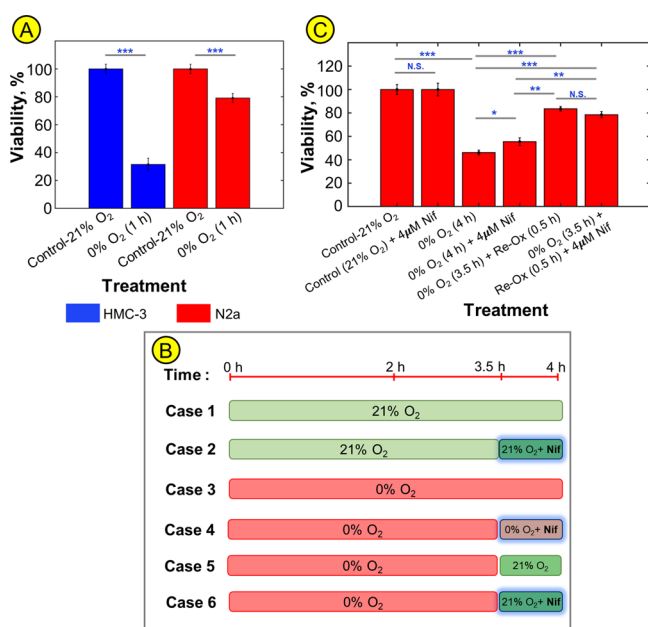 A
Viability, %
100
80
60
40
20
0
***
***
Control-21% O₂
0% O₂ (1 h)
Control-21% O₂
0% O₂ (1 h)
Treatment
HMC-3
N2a
C
Viability, %
120
100
80
60
40
20
0
***
***
N.S.
***
**
**
N.S.
*
Control-21% O₂
Control (21% O₂) + 4µM Nif
0% O₂ (4 h)
0% O₂ (4 h) + 4µM Nif
0% O₂ (3.5 h) + Re-Ox (0.5 h)
0% O₂ (3.5 h) +
Re-Ox (0.5 h) + 4µM Nif
Treatment
B
Time : 0 h 2 h 3.5 h 4 h
Case 1 21% O₂
Case 2 21% O₂ 21% O₂+ Nif
Case 3 0% O₂
Case 4 0% O₂ 0% O₂+ Nif
Case 5 0% O₂ 21% O₂
Case 6 0% O₂ 21% O₂+ Nif